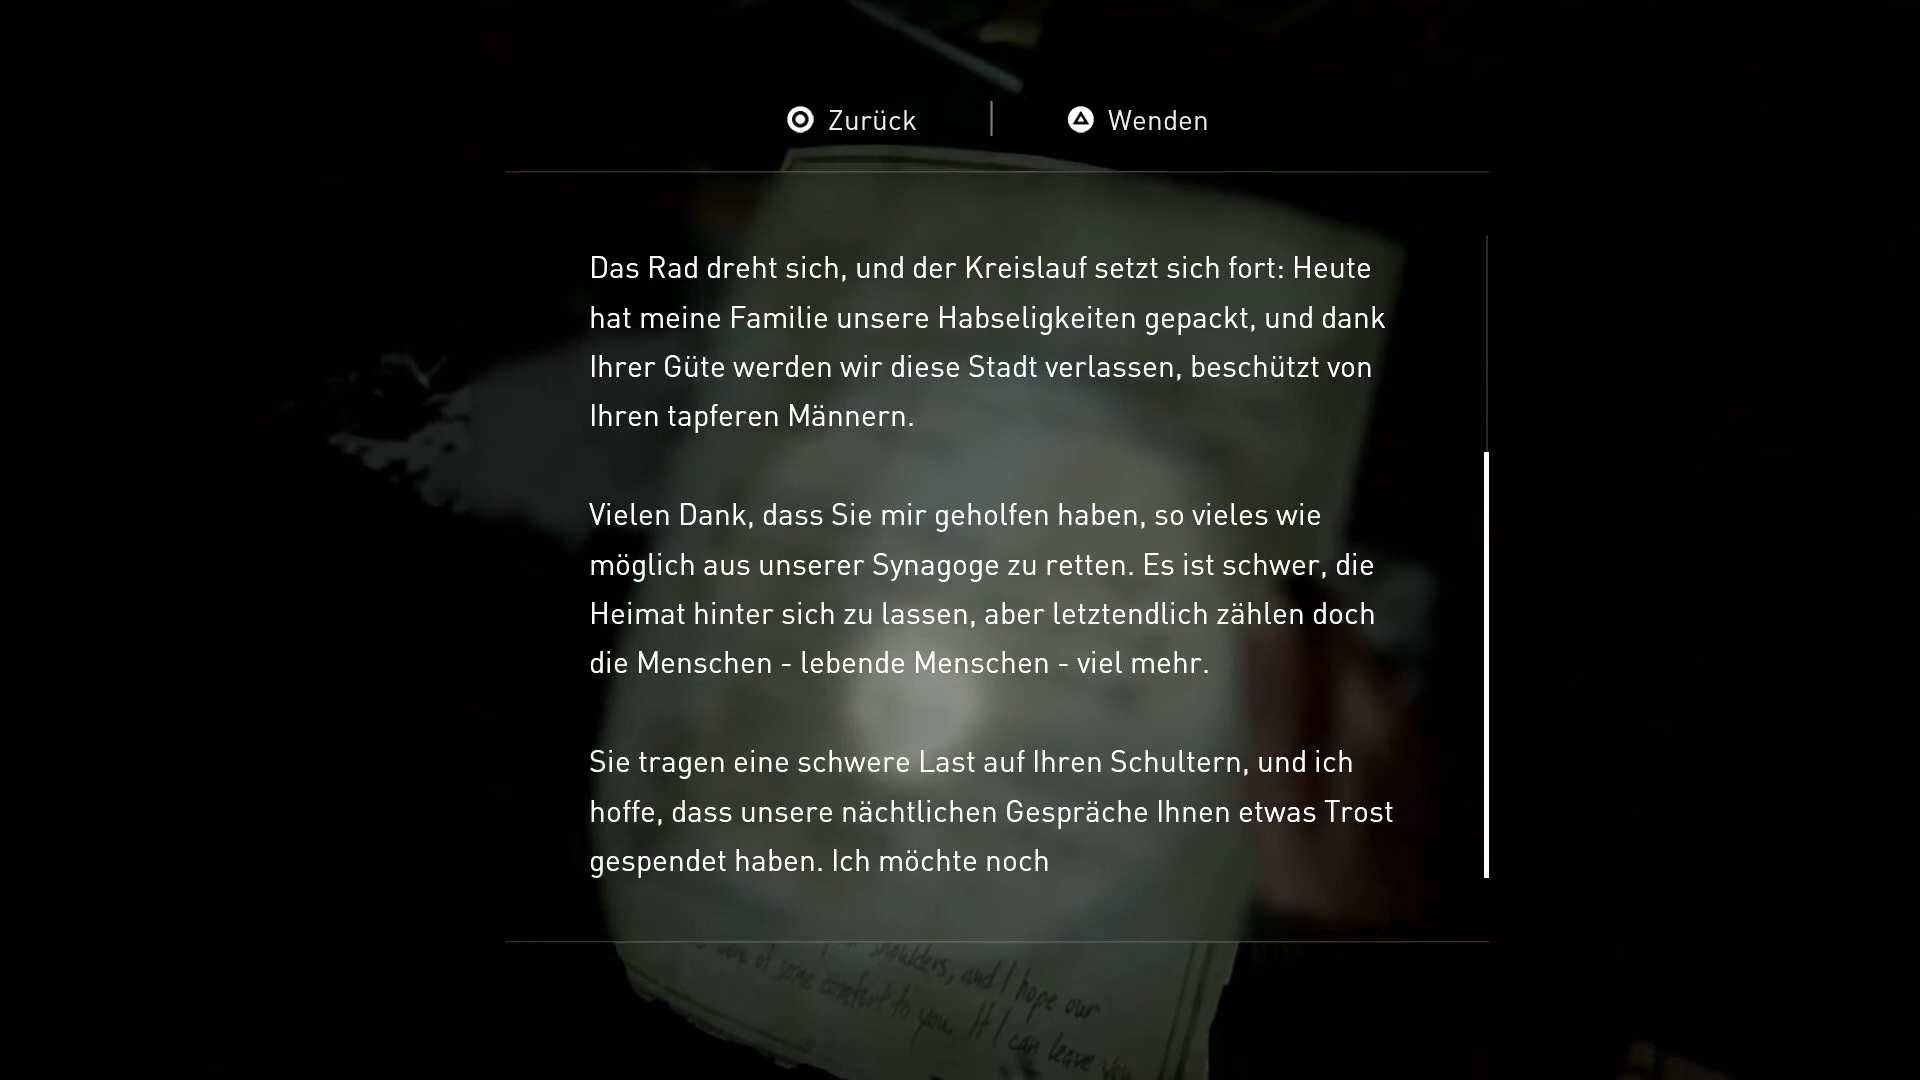 Zurück | Wenden
Das Rad dreht sich, und der Kreislauf setzt sich fort: Heute
hat meine Familie unsere Habseligkeiten gepackt, und dank
Ihrer Güte werden wir diese Stadt verlassen, beschützt von
Ihren tapferen Männern.
Vielen Dank, dass Sie mir geholfen haben, so vieles wie
möglich aus unserer Synagoge zu retten. Es ist schwer, die
Heimat hinter sich zu lassen, aber letztendlich zählen doch
die Menschen - lebende Menschen - viel mehr.
Sie tragen eine schwere Last auf Ihren Schultern, und ich
hoffe, dass unsere nächtlichen Gespräche Ihnen etwas Trost
gespendet haben. Ich möchte noch
shoulders, and I hope our
were of some comfort to you. If I can leave you